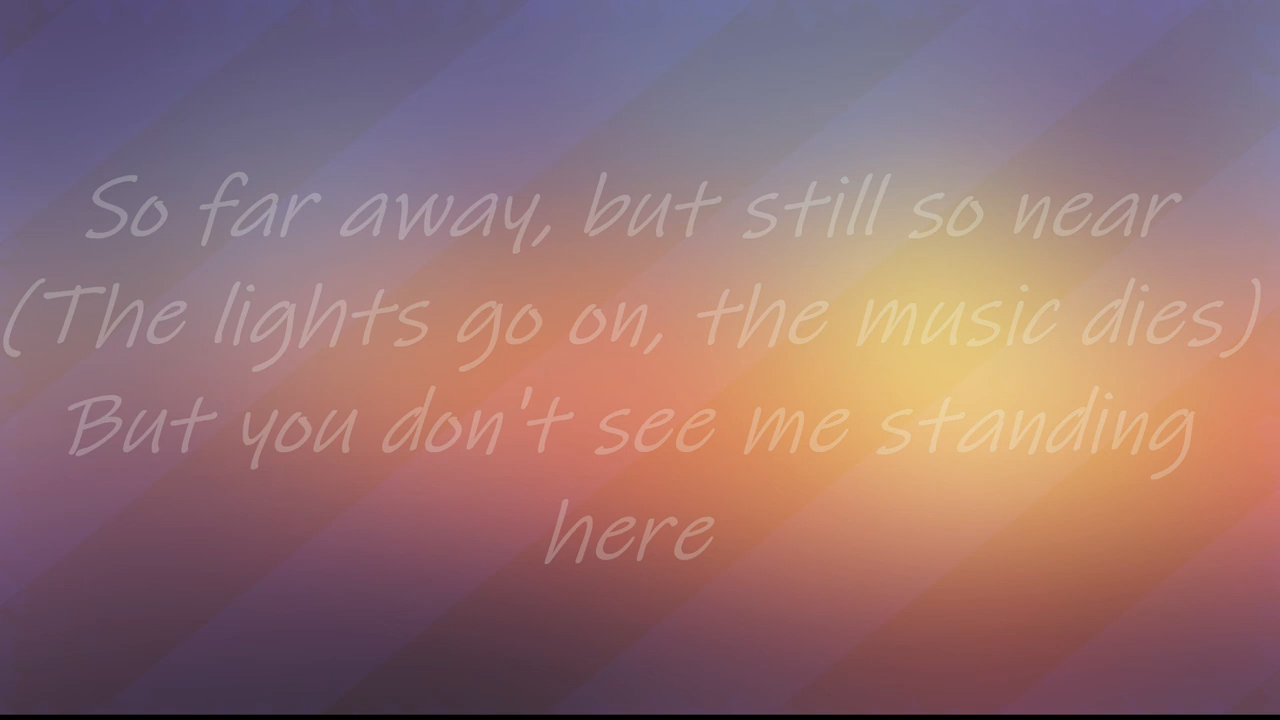 So far away, but still so near
(The lights go on, the music dies)
But you don't see me standing
here